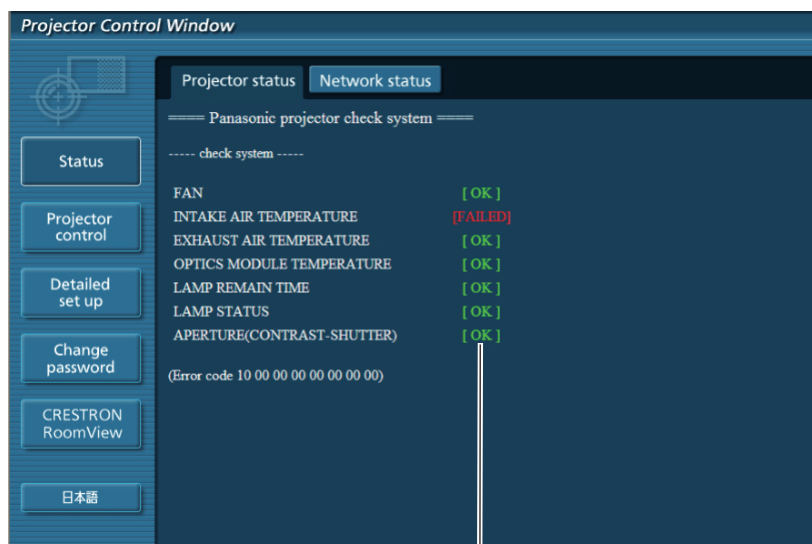 Projector Control Window
Projector status
Network status
==== Panasonic projector check system ====
----- check system -----
Status
FAN [ OK ]
INTAKE AIR TEMPERATURE [FAILED]
EXHAUST AIR TEMPERATURE [ OK ]
OPTICS MODULE TEMPERATURE [ OK ]
LAMP REMAIN TIME [ OK ]
LAMP STATUS [ OK ]
APERTURE(CONTRAST-SHUTTER) [ OK ]
(Error code 10 00 00 00 00 00 00 00)
Projector
control
Detailed
set up
Change
password
CRESTRON
RoomView
日本語